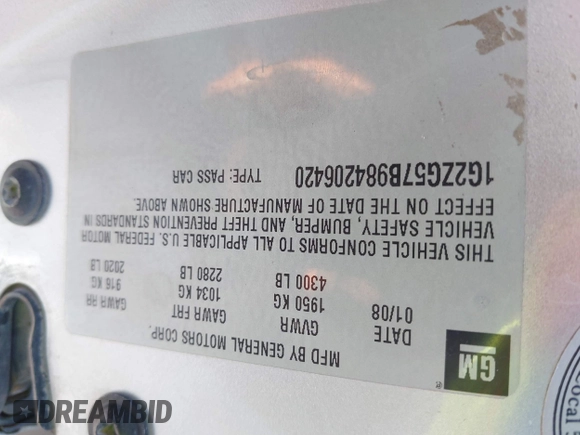 GM
®
MFD BY GENERAL MOTORS CORP.
DATE GVWR GAWR FRT GAWR RR
01/08 1950 KG 1034 KG 916 KG
4300 LB 2280 LB 2020 LB
THIS VEHICLE CONFORMS TO ALL APPLICABLE U.S. FEDERAL MOTOR
VEHICLE SAFETY, BUMPER, AND THEFT PREVENTION STANDARDS IN
EFFECT ON THE DATE OF MANUFACTURE SHOWN ABOVE.
1G2ZG57B984206420 TYPE: PASS CAR
Local
DREAMBID